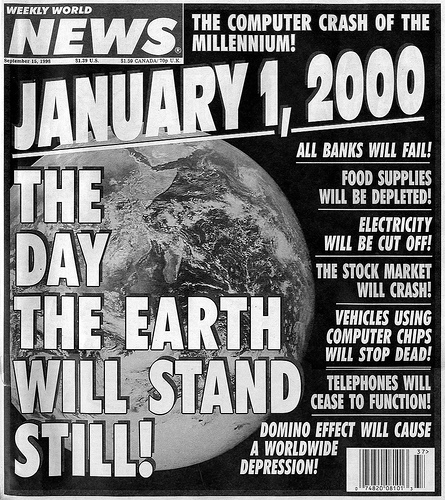 WEEKLY WORLD
NEWS
THE COMPUTER CRASH OF THE
MILLENNIUM!
September 15, 1998 $1.29 U.S. $1.59 CANADA/70p U.K
JANUARY 1, 2000
ALL BANKS WILL FAIL!
FOOD SUPPLIES
WILL BE DEPLETED!
ELECTRICITY
WILL BE CUT OFF!
THE STOCK MARKET
WILL CRASH!
VEHICLES USING
COMPUTER CHIPS
WILL STOP DEAD!
TELEPHONES WILL
CEASE TO FUNCTION!
DOMINO EFFECT WILL CAUSE
A WORLDWIDE
DEPRESSION!
THE
DAY
THE EARTH
WILL STAND
STILL!
37>
0 74820 08101 3